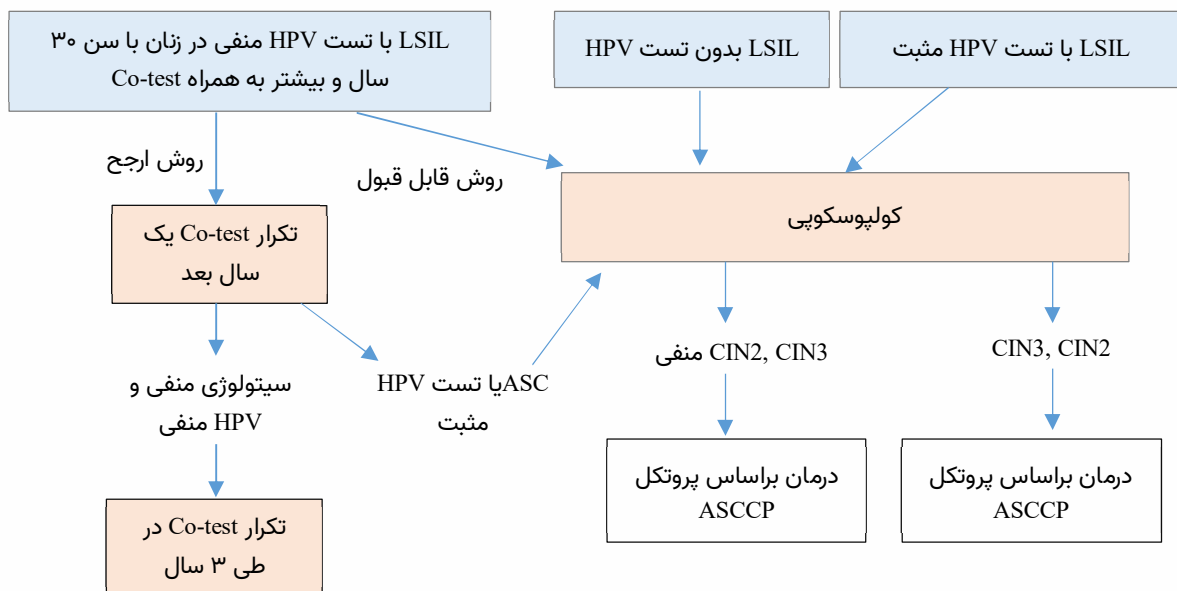 LSIL با تست HPV مثبت
LSIL بدون تست HPV
LSIL با تست HPV منفی در زنان با سن ۳۰
سال و بیشتر به همراه Co-test
روش ارجح
روش قابل قبول
کولپوسکوپی
تکرار Co-test یک
سال بعد
CIN3, CIN2
CIN2, CIN3 منفی
ASCیا تست HPV
مثبت
سیتولوژی منفی و
HPV منفی
درمان براساس پروتکل
ASCCP
درمان براساس پروتکل
ASCCP
تکرار Co-test در
طی ۳ سال